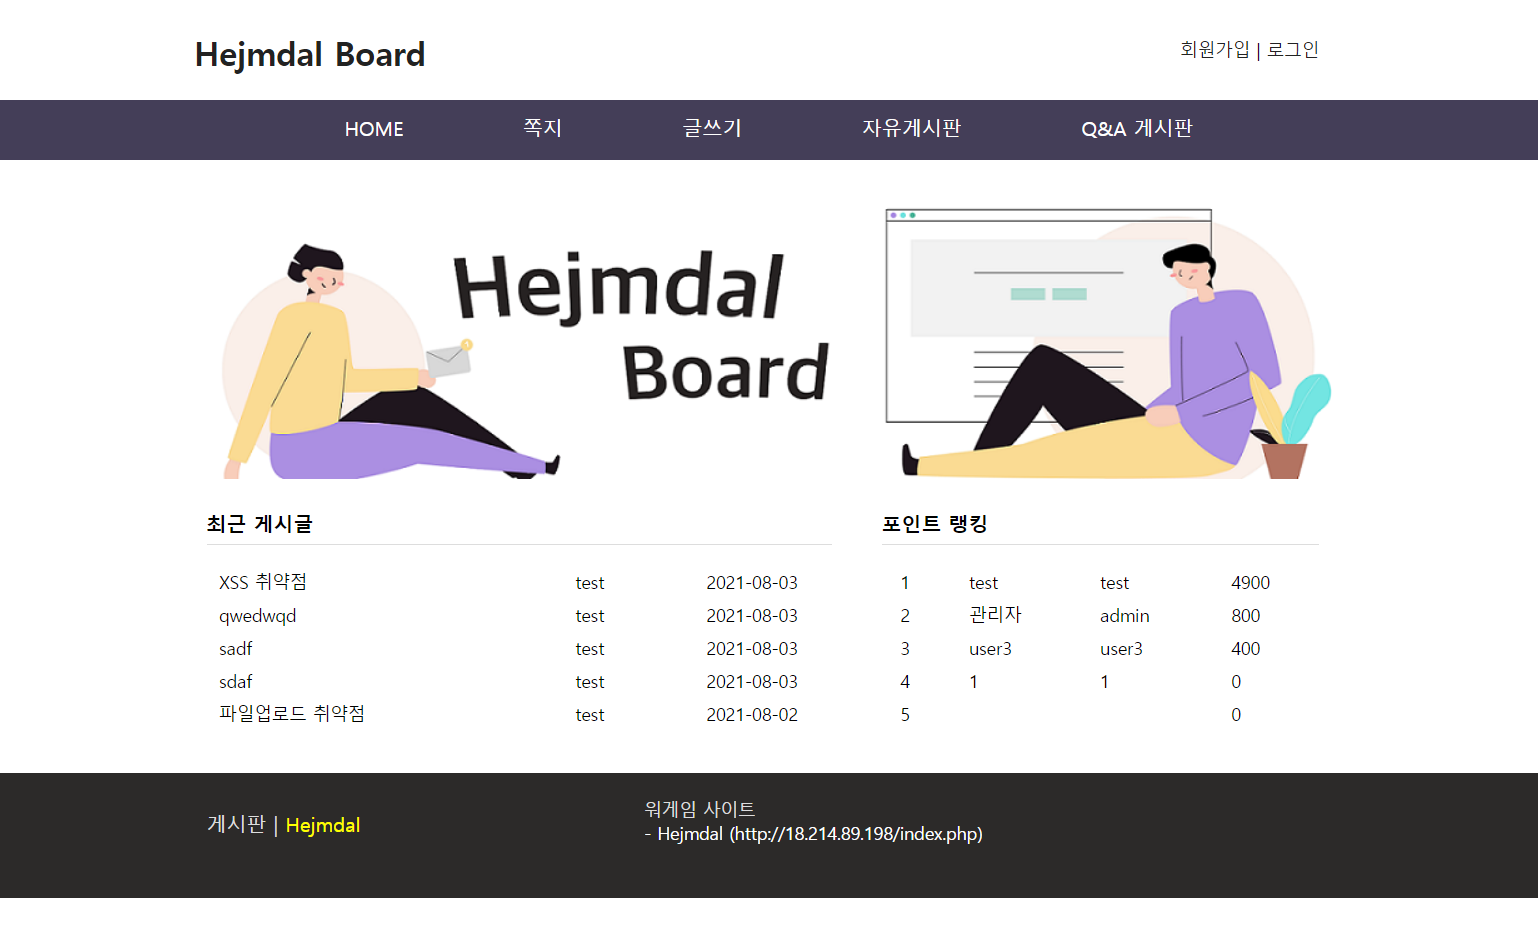 Hejmdal Board
회원가입 | 로그인
HOME 쪽지 글쓰기 자유게시판 Q&A 게시판
Hejmdal
Board
최근 게시글
XSS 취약점 test 2021-08-03
qwedwqd test 2021-08-03
sadf test 2021-08-03
sdaf test 2021-08-03
파일업로드 취약점 test 2021-08-02
포인트 랭킹
1 test test 4900
2 관리자 admin 800
3 user3 user3 400
4 1 1 0
5 0
게시판 | Hejmdal
워게임 사이트
- Hejmdal (http://18.214.89.198/index.php)